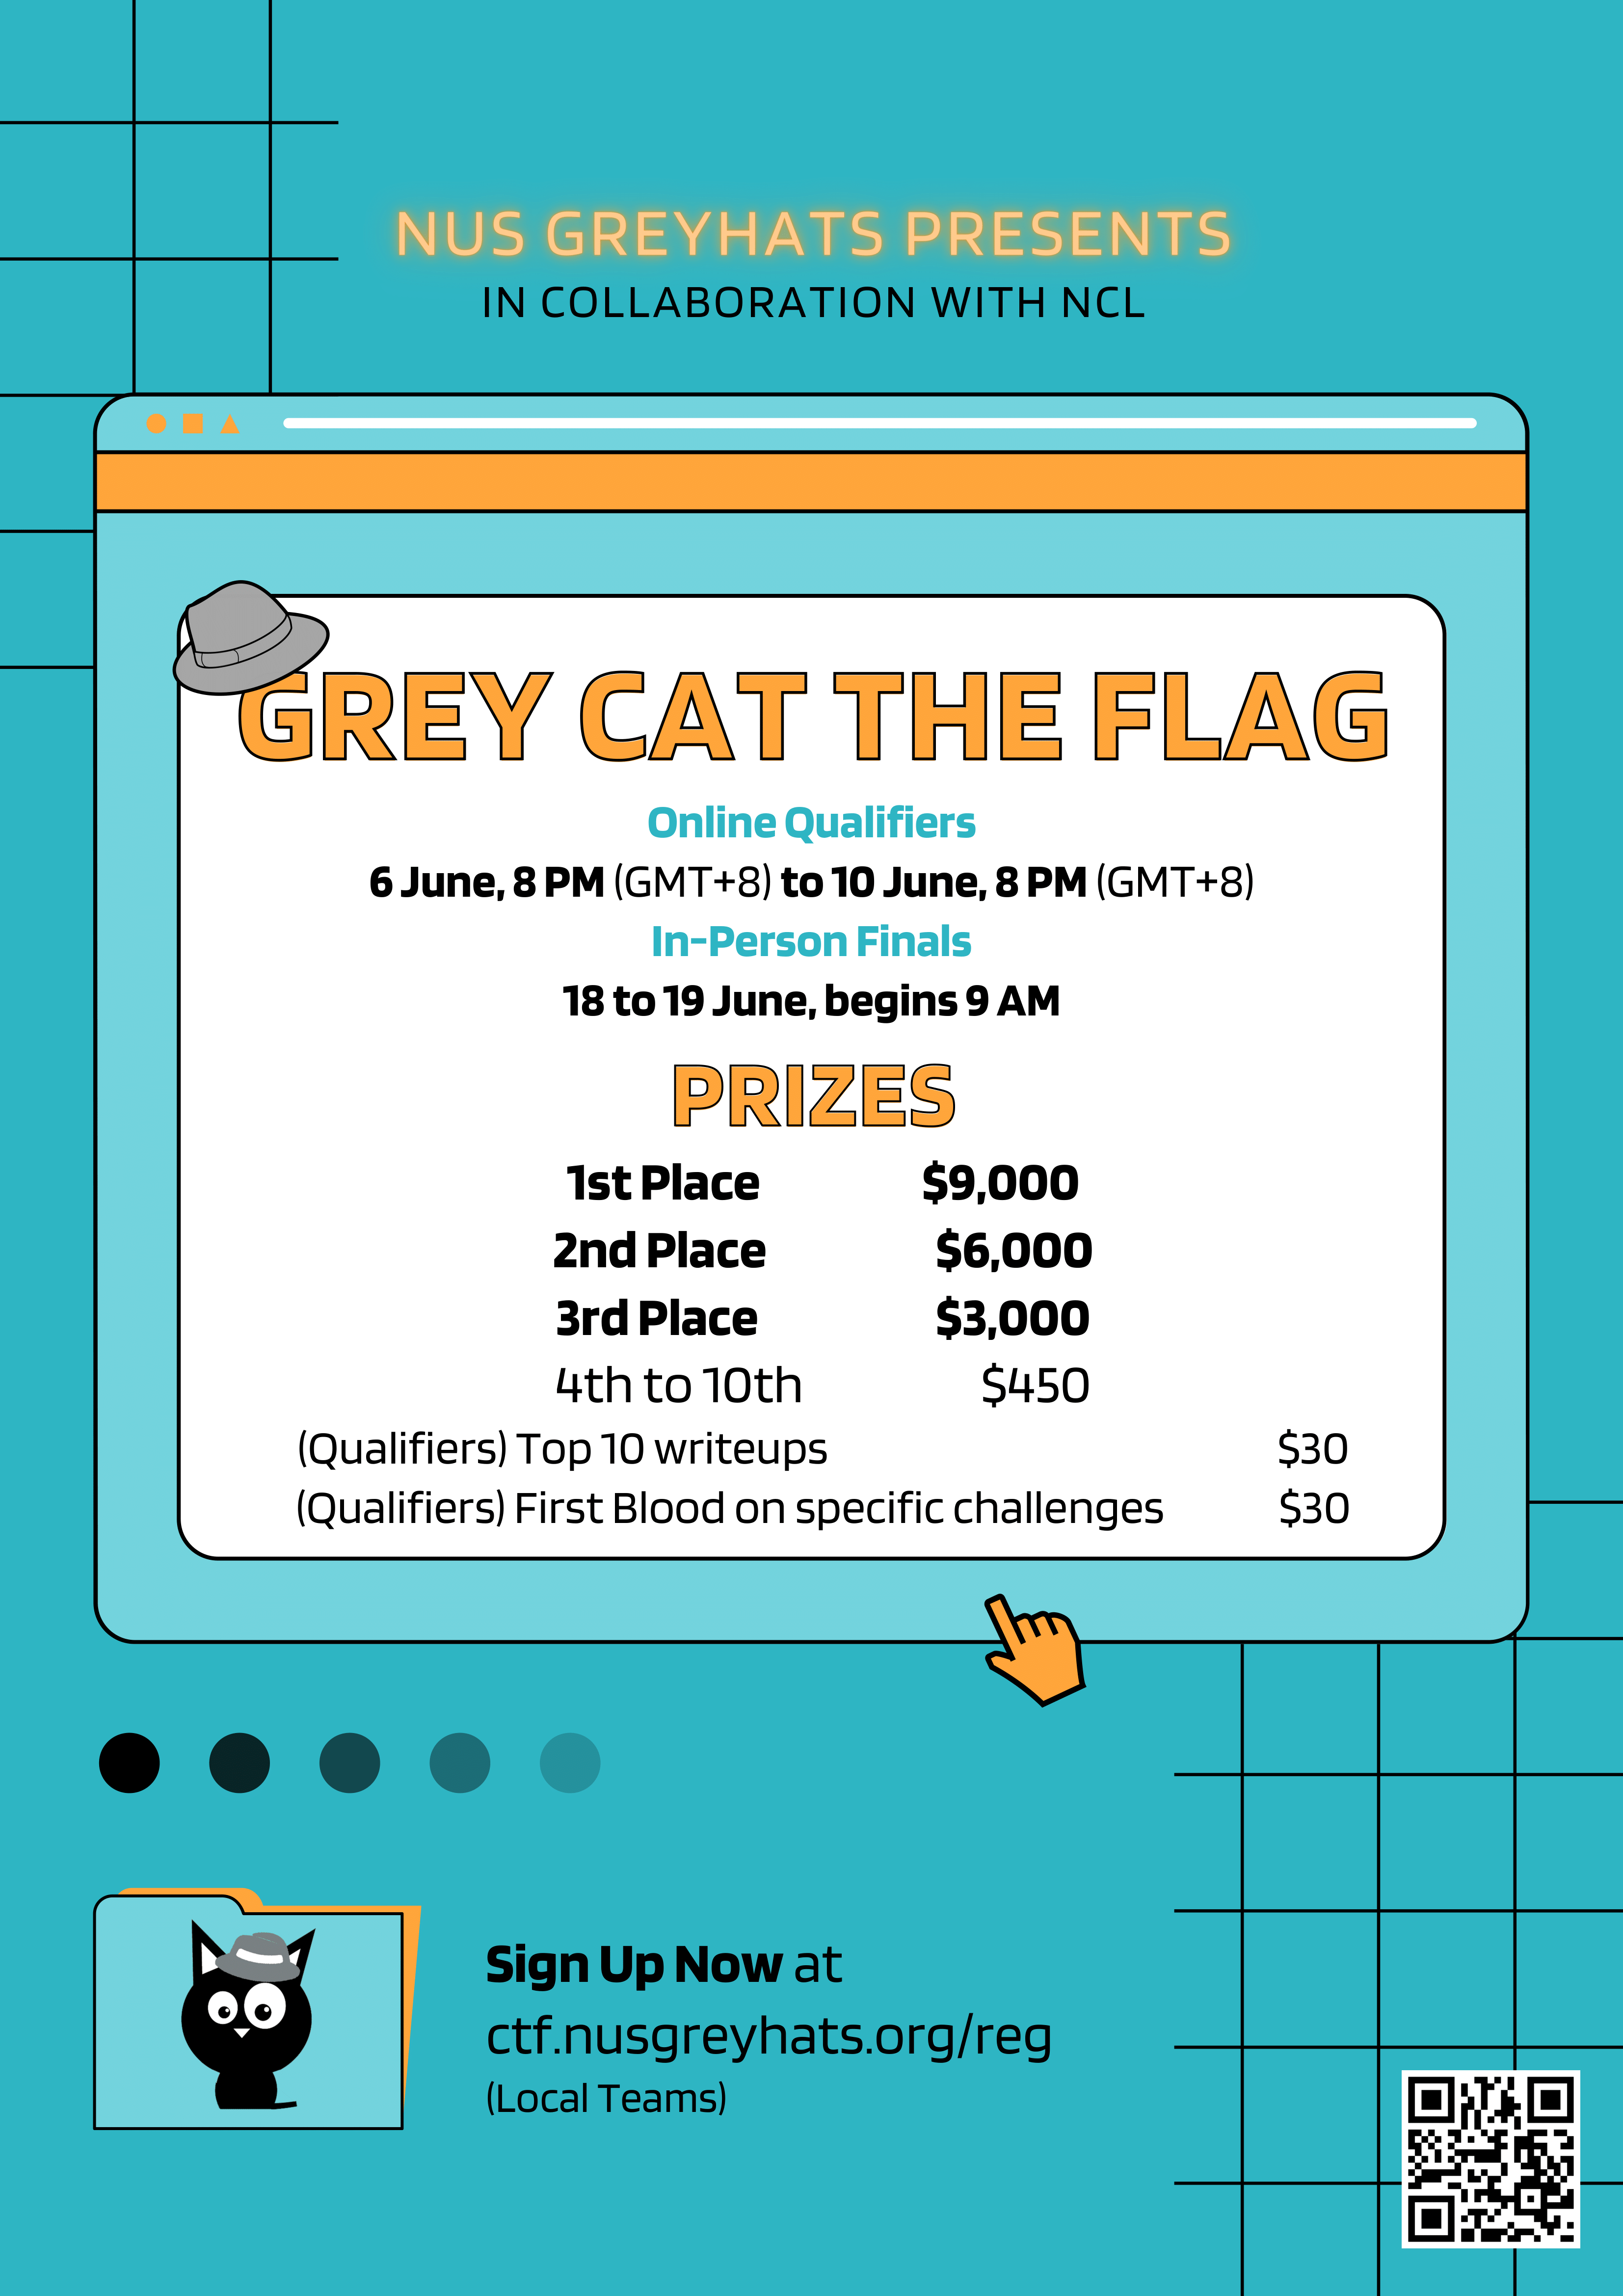 NUS GREYHATS PRESENTS
IN COLLABORATION WITH NCL
GREY CAT THE FLAG
Online Qualifiers
6 June, 8 PM (GMT+8) to 10 June, 8 PM (GMT+8)
In-Person Finals
18 to 19 June, begins 9 AM
PRIZES
1st Place $9,000
2nd Place $6,000
3rd Place $3,000
4th to 10th $450
(Qualifiers) Top 10 writeups $30
(Qualifiers) First Blood on specific challenges $30
Sign Up Now at
ctf.nusgreyhats.org/reg
(Local Teams)